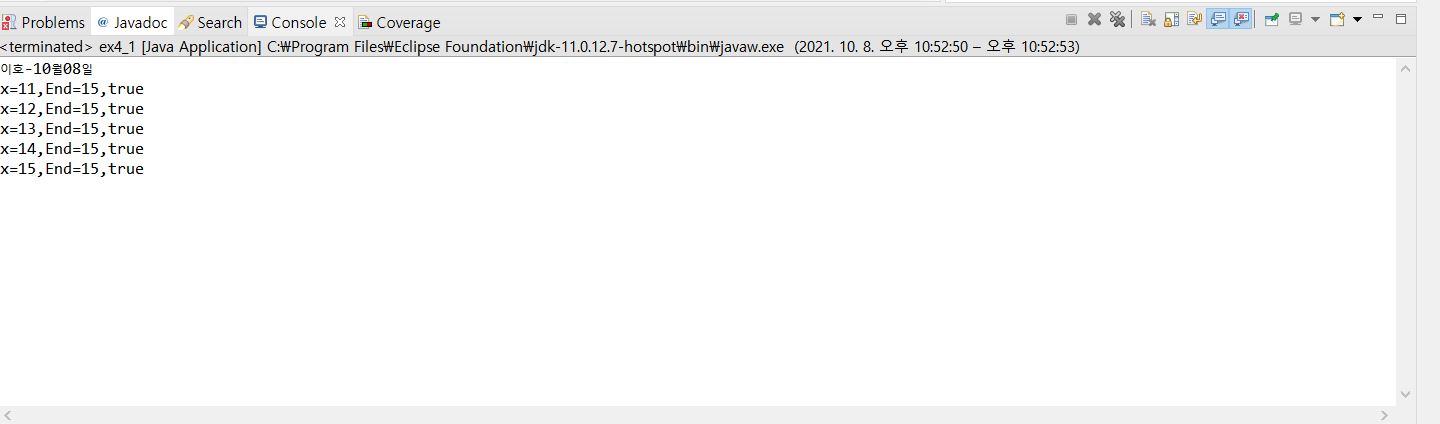 Problems @ Javadoc Search Console Coverage
<terminated> ex4_1 [Java Application] C:₩Program Files₩Eclipse Foundation₩jdk-11.0.12.7-hotspot₩bin₩javaw.exe (2021. 10. 8. 오후 10:52:50 – 오후 10:52:53)
이호-10월08일
x=11,End=15,true
x=12,End=15,true
x=13,End=15,true
x=14,End=15,true
x=15,End=15,true